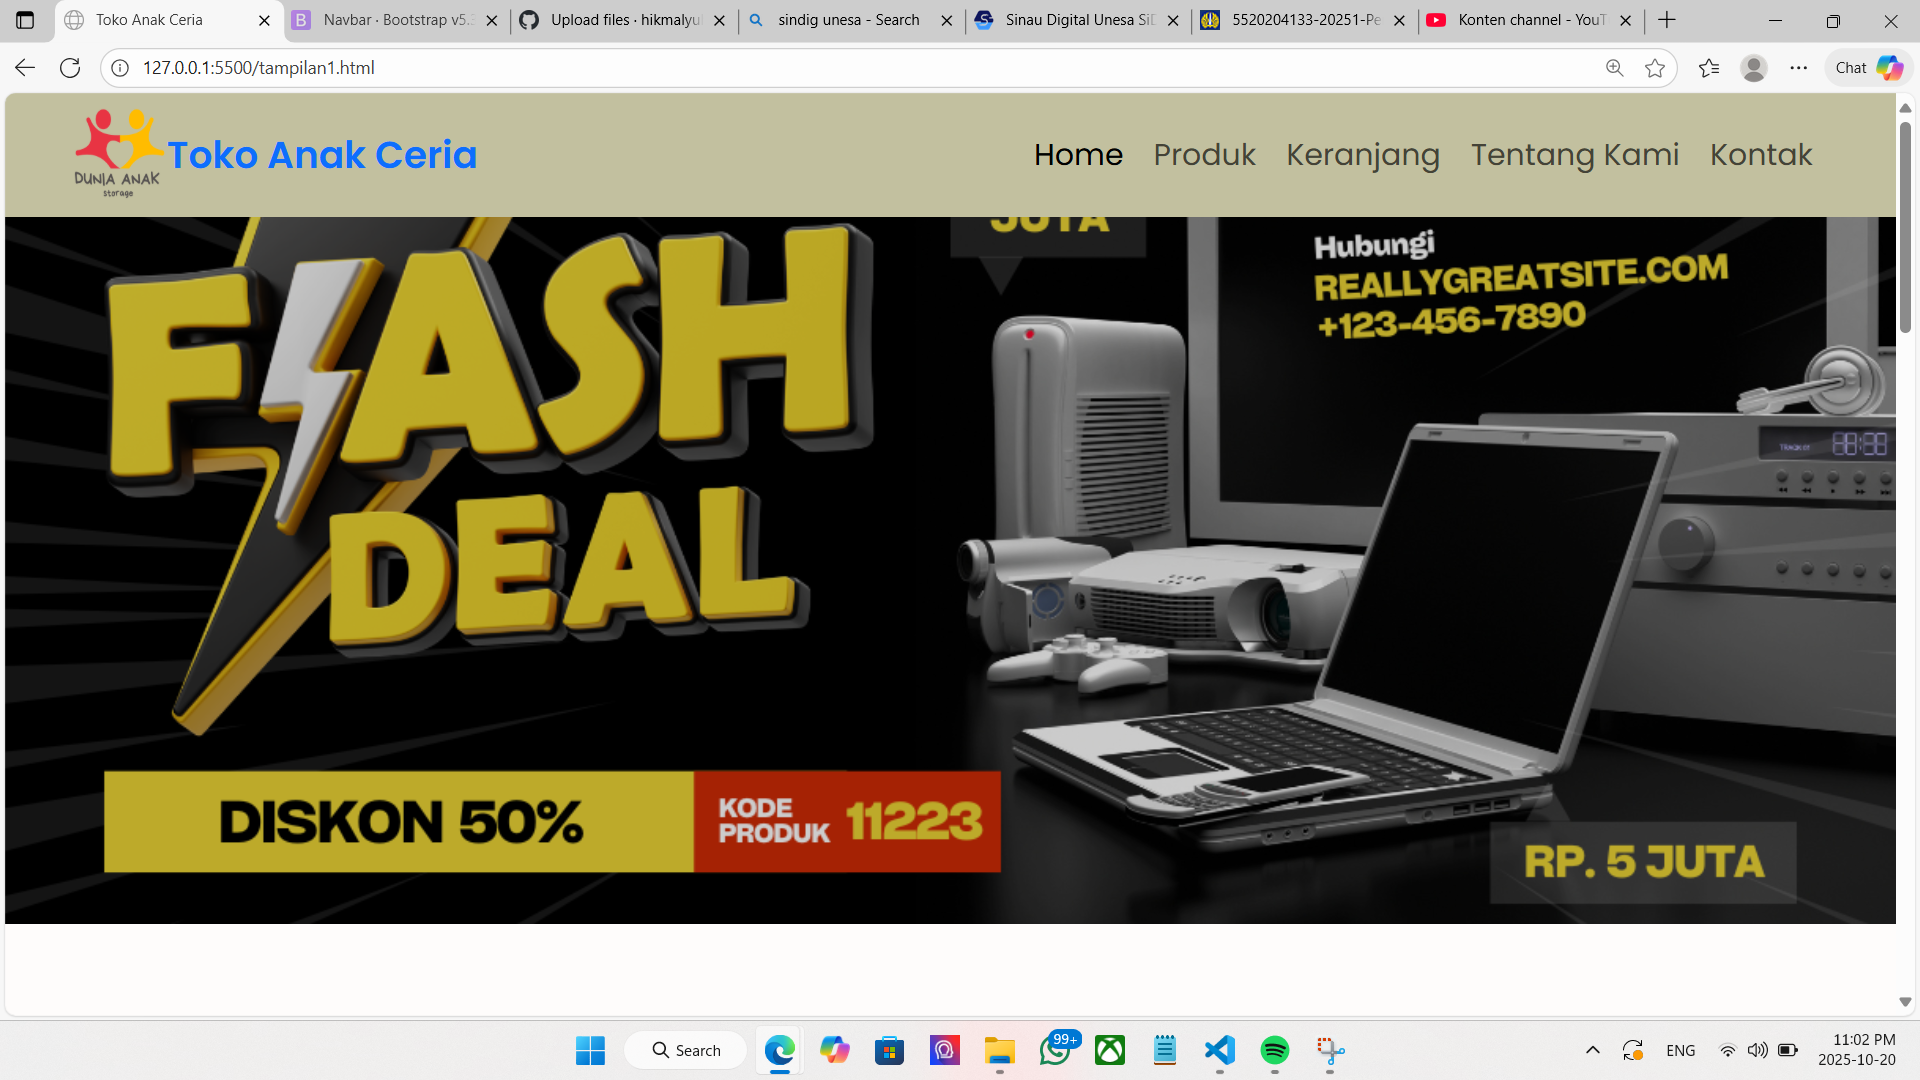 Toko Anak Ceria
Navbar · Bootstrap v5.3
Upload files · hikmalyul
sindig unesa - Search
Sinau Digital Unesa SiD
5520204133-20251-Pe
Konten channel - YouT
127.0.0.1:5500/tampilan1.html
Chat
DUNIA ANAK
storage
Toko Anak Ceria
Home
Produk
Keranjang
Tentang Kami
Kontak
JUTA
Hubungi
REALLYGREATSITE.COM
+123-456-7890
FLASH
DEAL
DISKON 50%
KODE
PRODUK
11223
RP. 5 JUTA
Search
99+
ENG
11:02 PM
2025-10-20